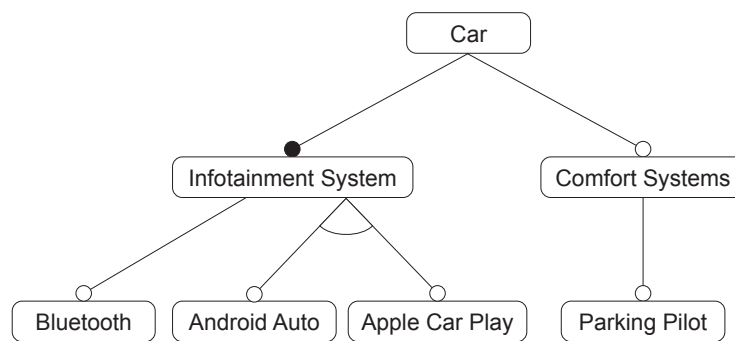 Car
Infotainment System
Comfort Systems
Bluetooth
Android Auto
Apple Car Play
Parking Pilot